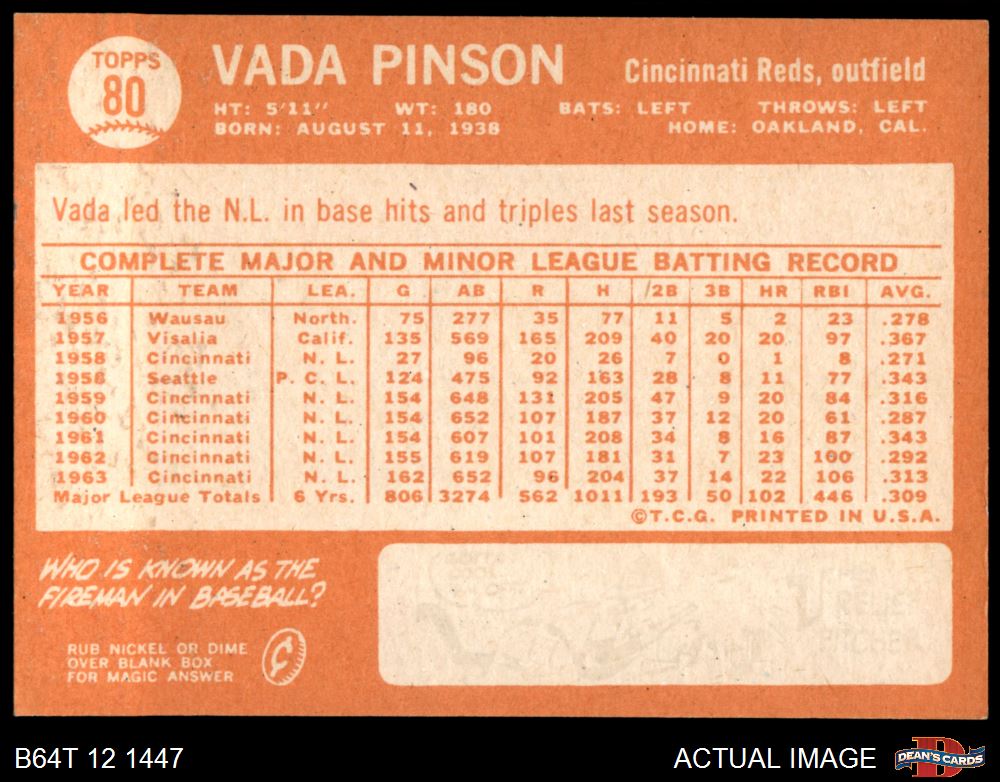 TOPPS
80
VADA PINSON
Cincinnati Reds, outfield
HT: 5'11" WT: 180 BATS: LEFT THROWS: LEFT
BORN: AUGUST 11, 1938 HOME: OAKLAND, CAL.
Vada led the N.L. in base hits and triples last season.
COMPLETE MAJOR AND MINOR LEAGUE BATTING RECORD
YEAR TEAM LEA. G AB R H 2B 3B HR RBI AVG.
1956 Wausau North. 75 277 35 77 11 5 2 23 .278
1957 Visalia Calif. 135 569 165 209 40 20 20 97 .367
1958 Cincinnati N. L. 27 96 20 26 7 0 1 8 .271
1958 Seattle P. C. L. 124 475 92 163 28 8 11 77 .343
1959 Cincinnati N. L. 154 648 131 205 47 9 20 84 .316
1960 Cincinnati N. L. 154 652 107 187 37 12 20 61 .287
1961 Cincinnati N. L. 154 607 101 208 34 8 16 87 .343
1962 Cincinnati N. L. 155 619 107 181 31 7 23 100 .292
1963 Cincinnati N. L. 162 652 96 204 37 14 22 106 .313
Major League Totals 6 Yrs. 806 3274 562 1011 193 50 102 446 .309
©T.C.G. PRINTED IN U.S.A.
WHO IS KNOWN AS THE
FIREMAN IN BASEBALL?
RUB NICKEL OR DIME
OVER BLANK BOX
FOR MAGIC ANSWER
¢
B64T 12 1447
ACTUAL IMAGE
D
DEAN'S CARDS